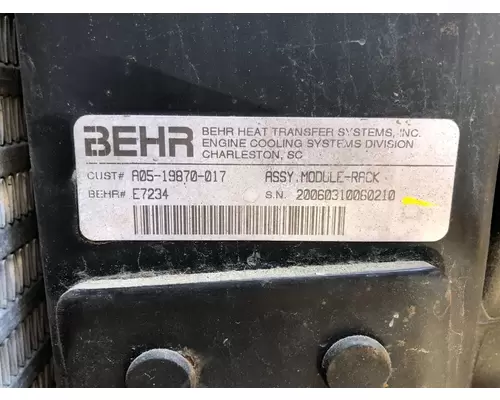 BEHR
BEHR HEAT TRANSFER SYSTEMS, INC.
ENGINE COOLING SYSTEMS DIVISION
CHARLESTON, SC
CUST# A05-19870-017 ASSY.MODULE-RACK
BEHR# E7234 S.N. 20060310060210